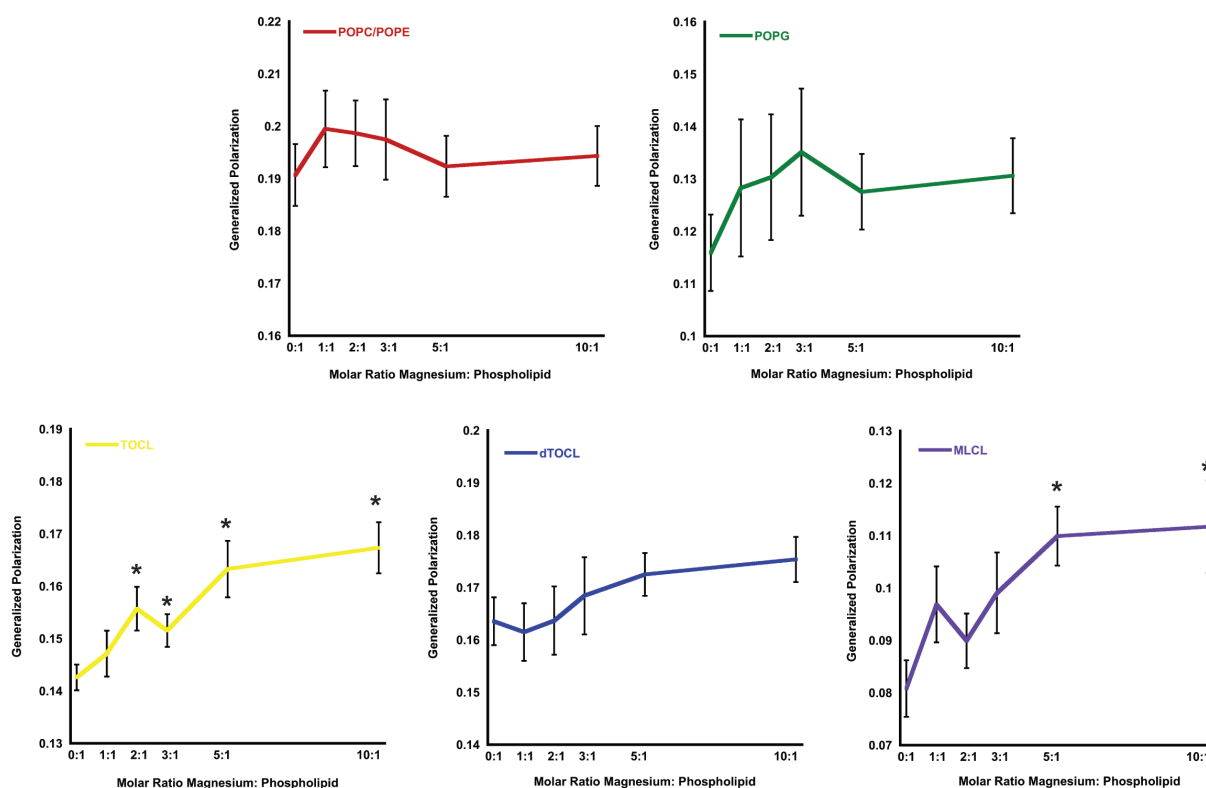 POPC/POPE
Generalized Polarization
0.22
0.21
0.2
0.19
0.18
0.17
0.16
0:1 1:1 2:1 3:1 5:1 10:1
Molar Ratio Magnesium: Phospholipid
POPG
Generalized Polarization
0.16
0.15
0.14
0.13
0.12
0.11
0.1
0:1 1:1 2:1 3:1 5:1 10:1
Molar Ratio Magnesium: Phospholipid
TOCL
Generalized Polarization
0.19
0.18
0.17
0.16
0.15
0.14
0.13
* * * *
0:1 1:1 2:1 3:1 5:1 10:1
Molar Ratio Magnesium: Phospholipid
dTOCL
Generalized Polarization
0.2
0.19
0.18
0.17
0.16
0.15
0.14
0:1 1:1 2:1 3:1 5:1 10:1
Molar Ratio Magnesium: Phospholipid
MLCL
Generalized Polarization
0.13
0.12
0.11
0.1
0.09
0.08
0.07
* *
0:1 1:1 2:1 3:1 5:1 10:1
Molar Ratio Magnesium: Phospholipid